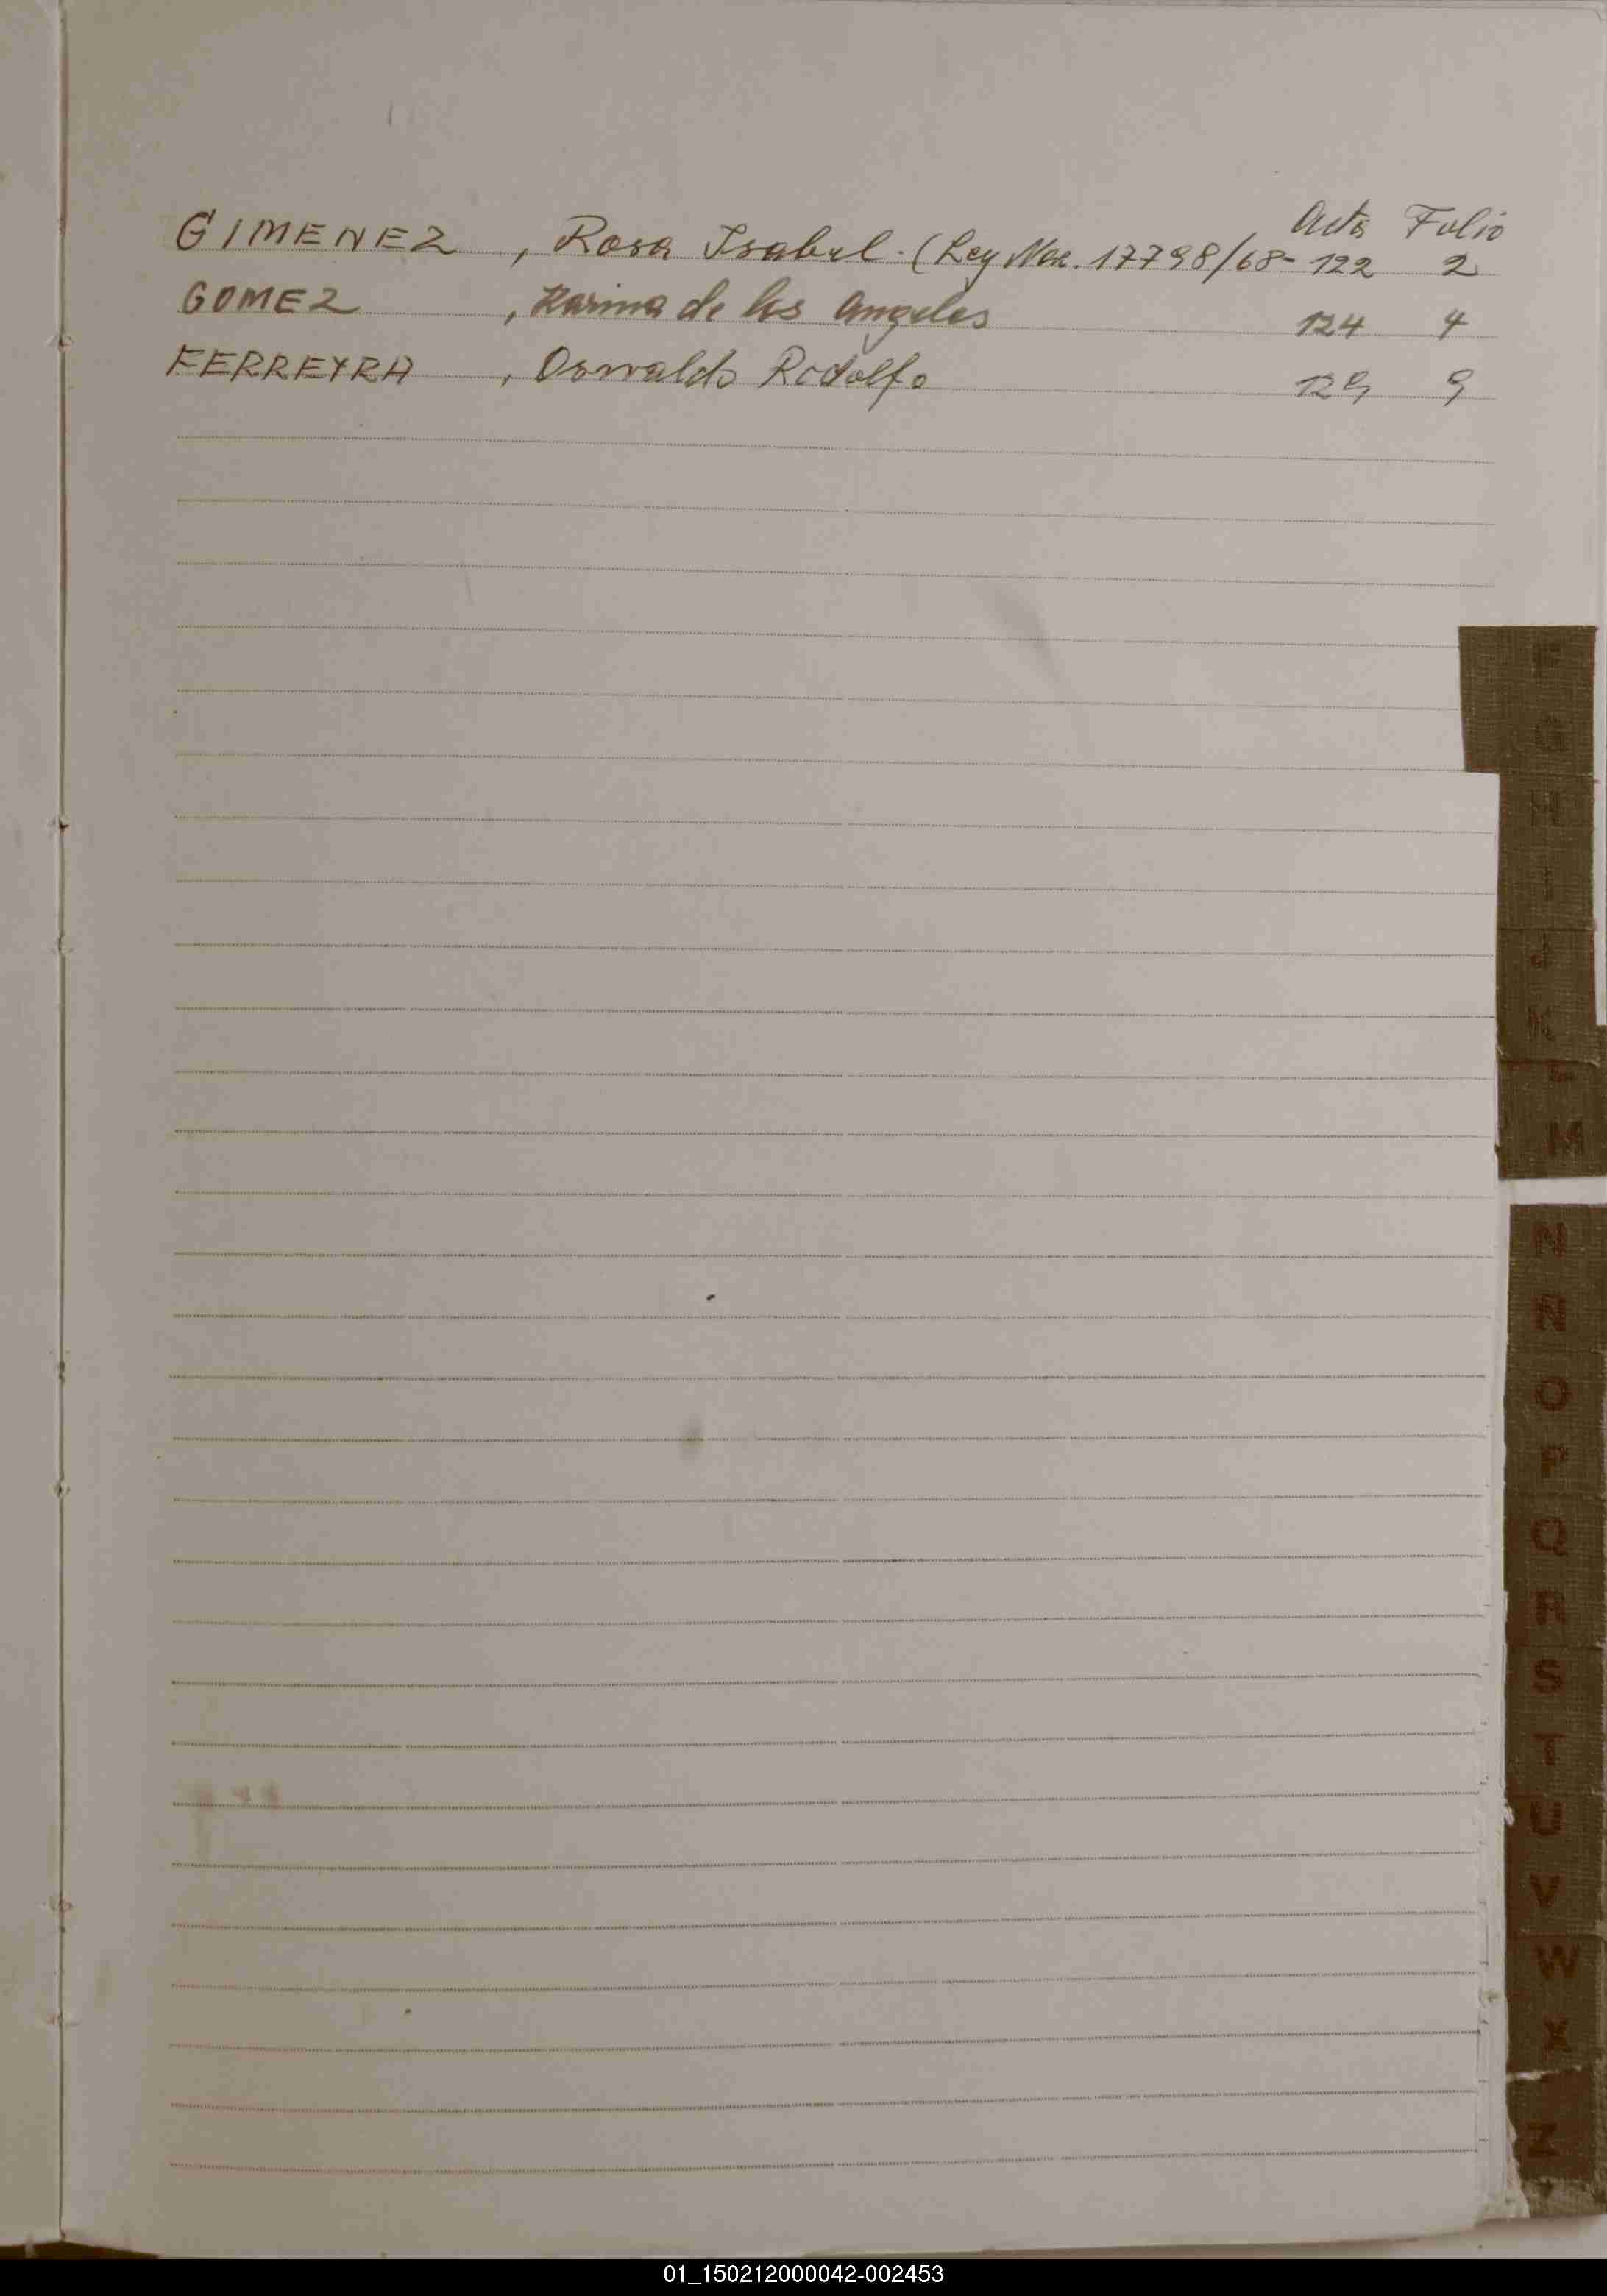 Acta Folio
GIMENEZ , Rosa Isabel. (Ley Nac. 17798/68- 122 2
GOMEZ , Karina de los Angeles 124 4
FERREYRA , Osvaldo Rodolfo 129 9
F
G
H
I
J
K
L
M
N
Ñ
O
P
Q
R
S
T
U
V
W
X
Z
01_150212000042-002453